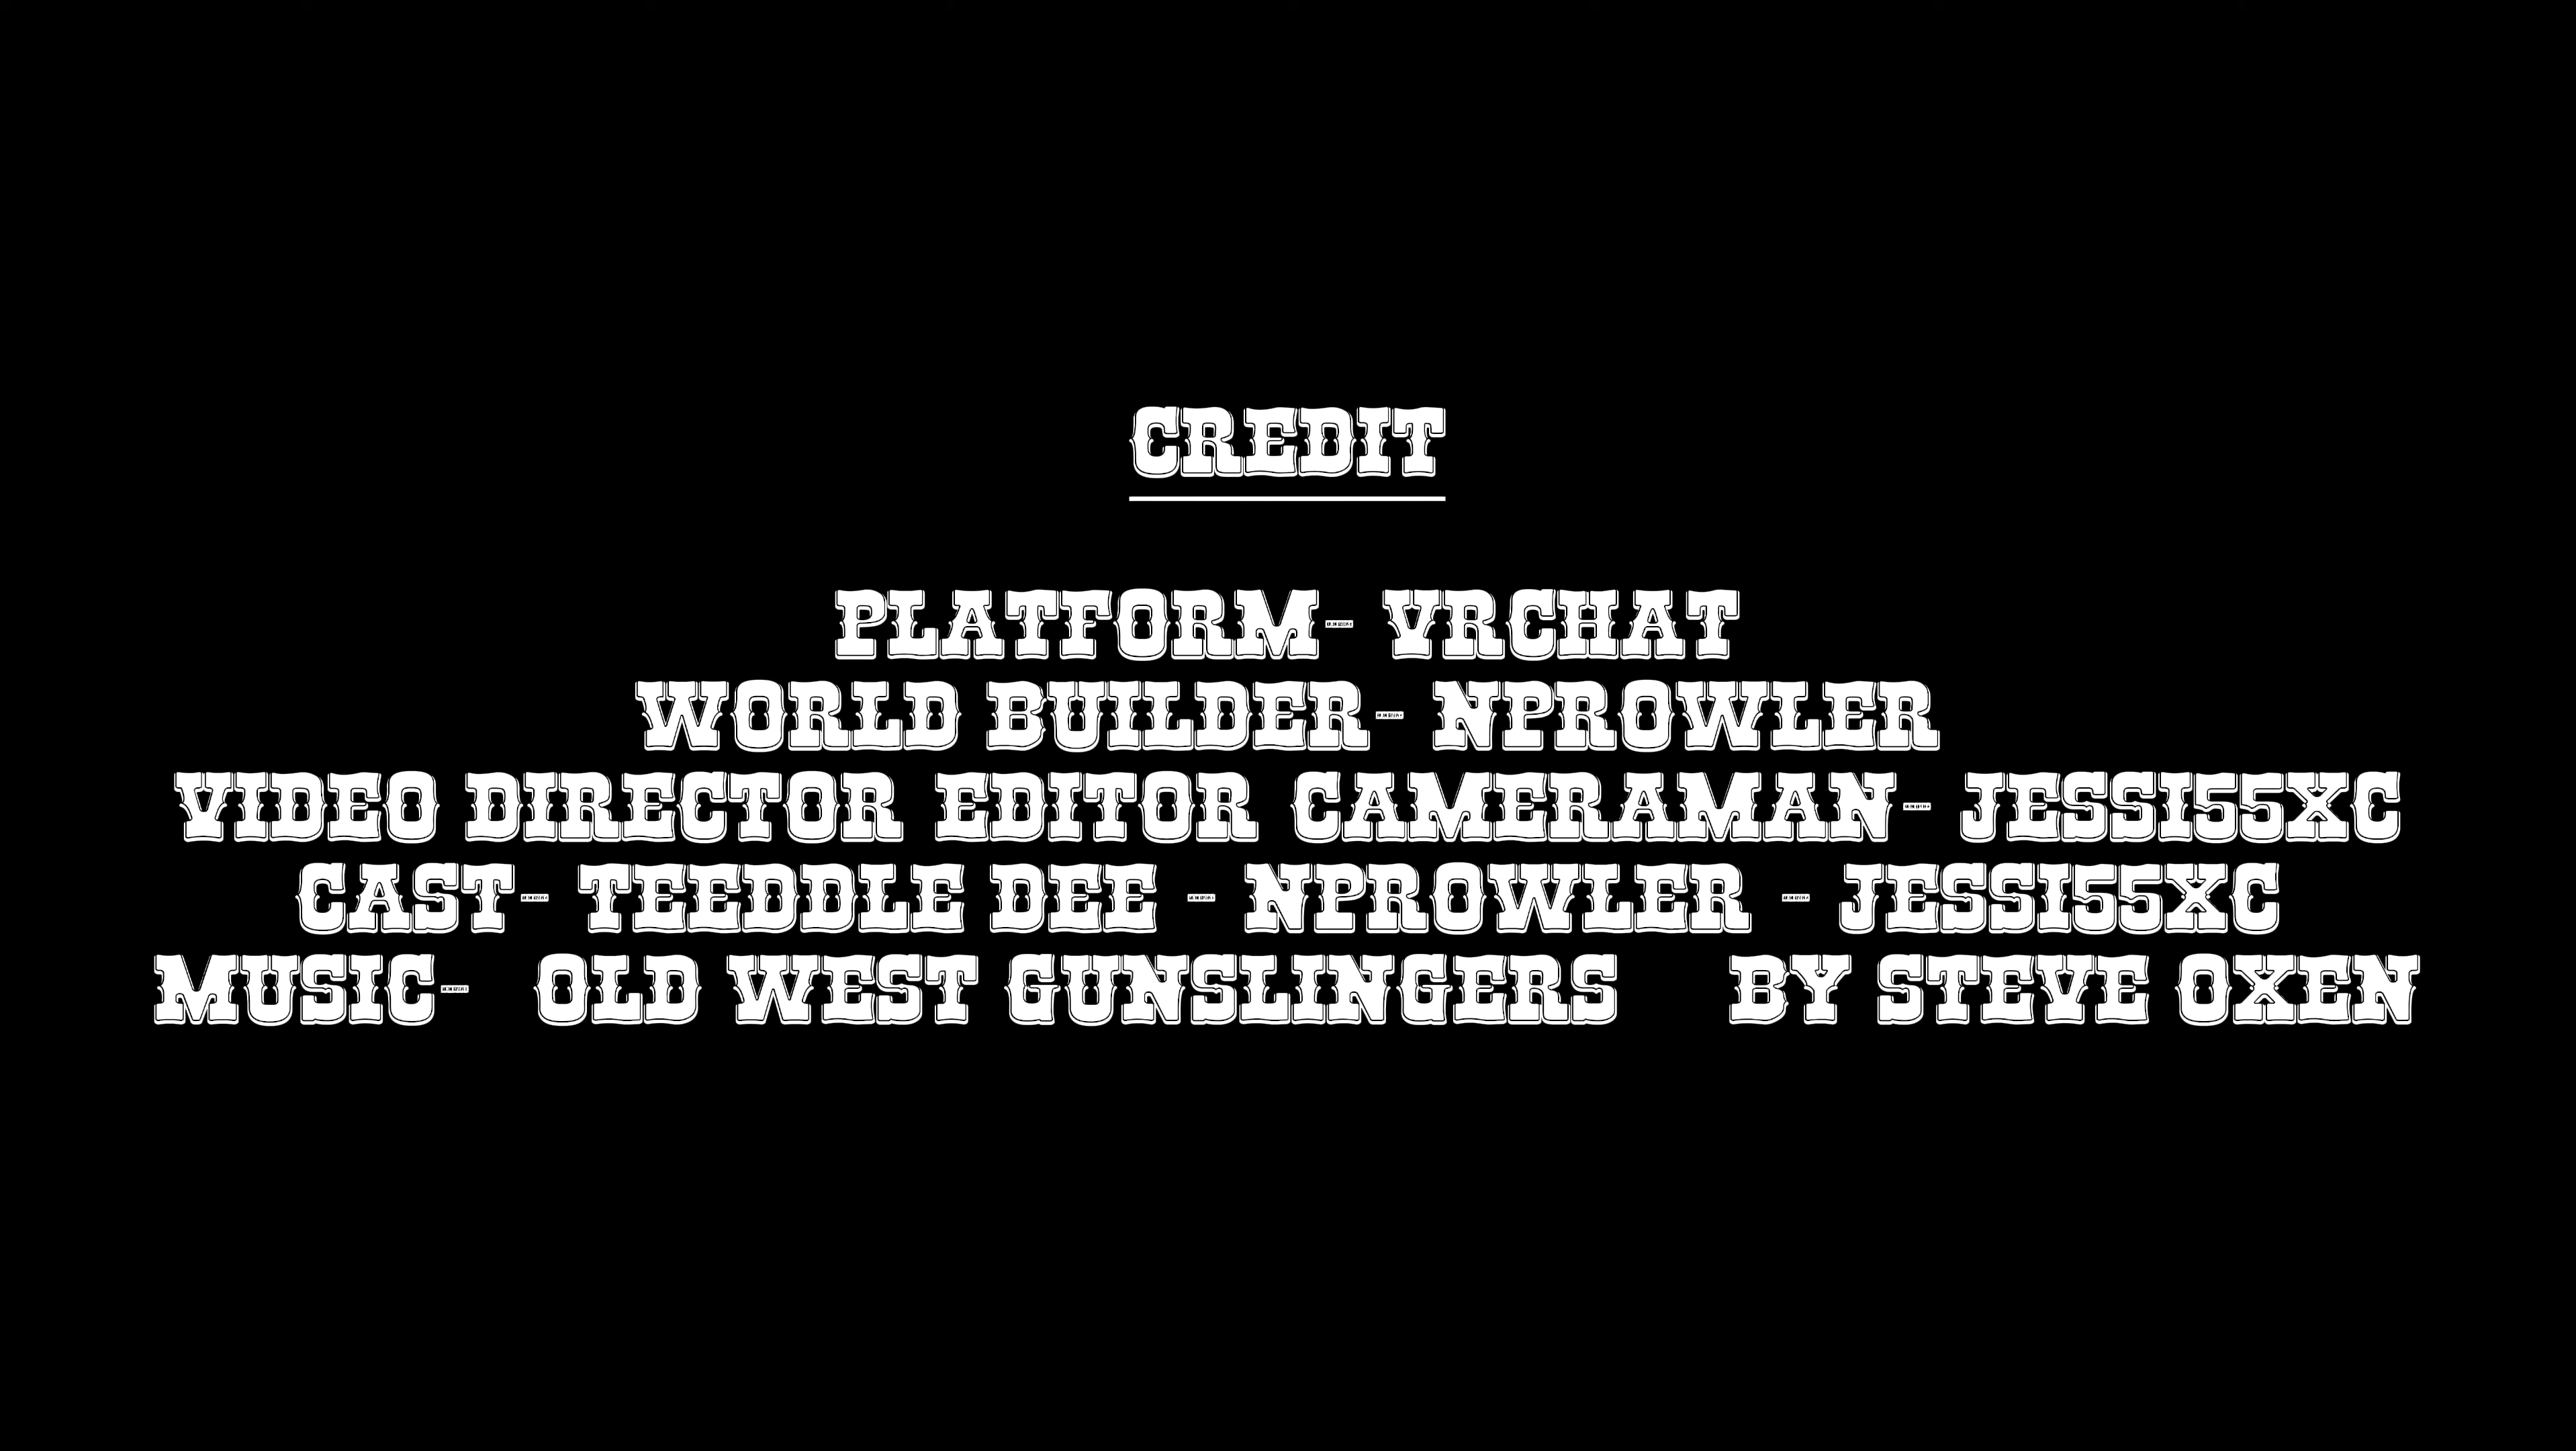 CREDIT
PLATFORM- VRCHAT
WORLD BUILDER- NPROWLER
VIDEO DIRECTOR EDITOR CAMERAMAN- JESSI55XC
CAST- TEEDDLE DEE - NPROWLER - JESSI55XC
MUSIC- OLD WEST GUNSLINGERS BY STEVE OXEN